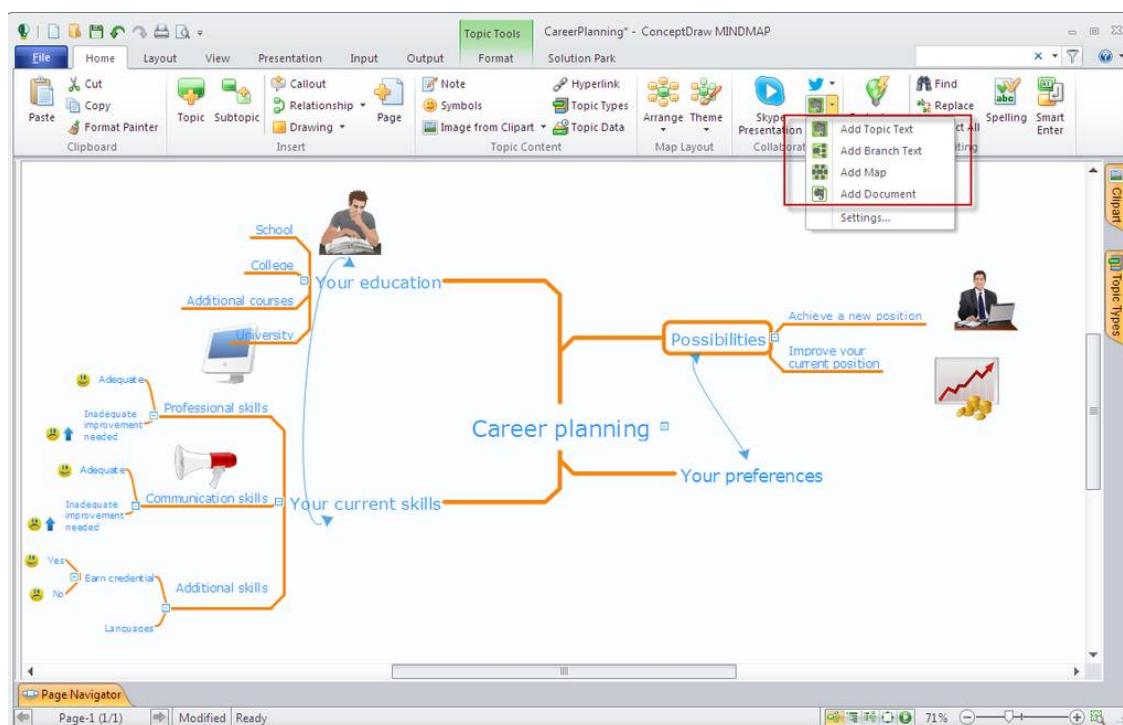 Topic Tools
CareerPlanning* - ConceptDraw MINDMAP
File
Home
Layout
View
Presentation
Input
Output
Format
Solution Park
Paste
Cut
Copy
Format Painter
Clipboard
Topic
Subtopic
Callout
Relationship
Drawing
Page
Insert
Note
Symbols
Image from Clipart
Hyperlink
Topic Types
Topic Data
Topic Content
Arrange
Theme
Map Layout
Skype
Presentation
Find
Replace
abc
Spelling
Smart
Enter
Add Topic Text
Add Branch Text
Add Map
Add Document
Settings...
Clipart
Topic Types
School
College
Additional courses
University
Your education
Possibilities
Achieve a new position
Improve your
current position
Career planning
Your preferences
Your current skills
Professional skills
Adequate
Inadequate
improvement
needed
Communication skills
Adequate
Inadequate
improvement
needed
Additional skills
Earn credential
Yes
No
Languages
Page Navigator
Page-1 (1/1)
Modified
Ready
71%